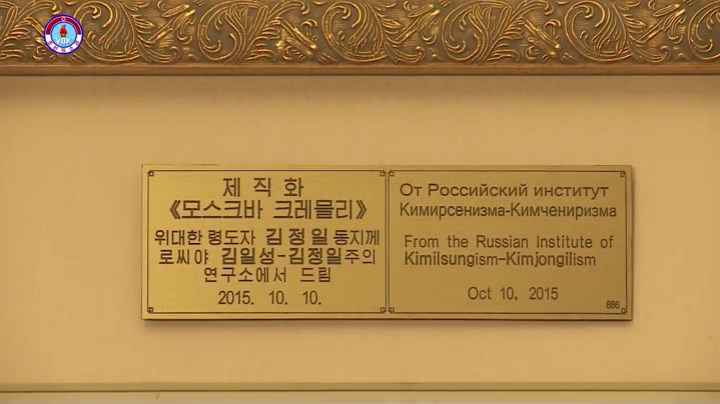 VOK
제 직 화
《모스크바 크레믈리》
위대한 령도자 김 정 일 동지께
로씨야 김일성-김정일주의
연구소에서 드림
2015. 10. 10.
От Российский институт
Кимирсенизма-Кимчениризма
From the Russian Institute of
Kimilsungism-Kimjongilism
Oct 10, 2015
886